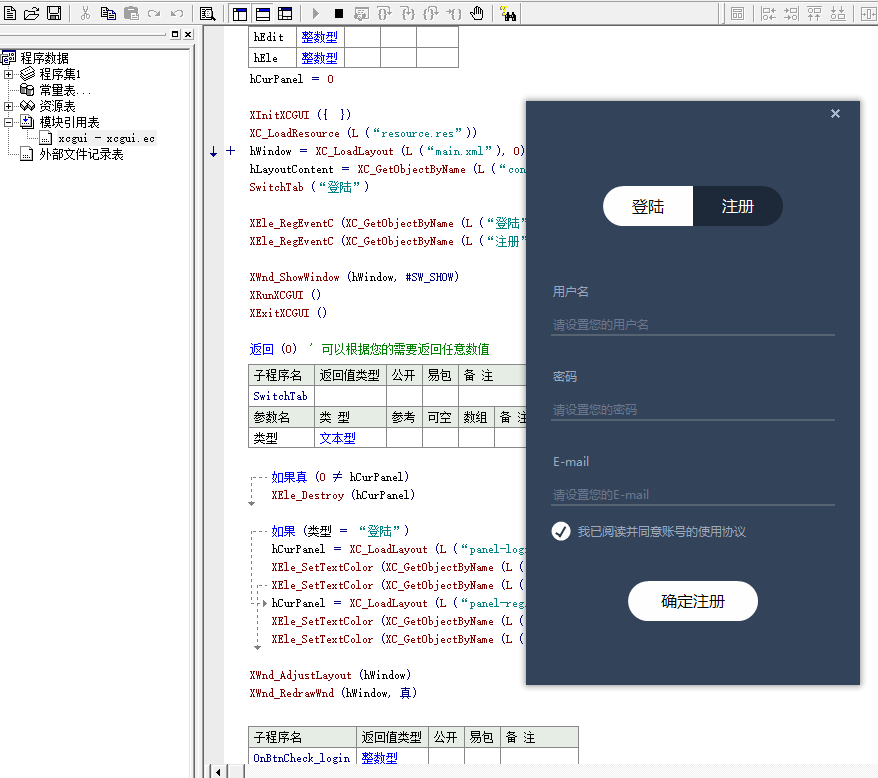 程序数据
程序集1
常量表...
资源表
模块引用表
xcgui - xcgui.ec
外部文件记录表
hEdit 整数型
hEle 整数型
hCurPanel = 0
XInitXCGUI ({ })
XC_LoadResource (L (“resource.res”))
hWindow = XC_LoadLayout (L (“main.xml”), 0)
hLayoutContent = XC_GetObjectByName (L (“con
SwitchTab (“登陆”)
XEle_RegEventC (XC_GetObjectByName (L (“登陆”
XEle_RegEventC (XC_GetObjectByName (L (“注册”
XWnd_ShowWindow (hWindow, #SW_SHOW)
XRunXCGUI ()
XExitXCGUI ()
返回 (0) ' 可以根据您的需要返回任意数值
子程序名 返回值类型 公开 易包 备 注
SwitchTab
参数名 类 型 参考 可空 数组 备 注
类型 文本型
如果真 (0 ≠ hCurPanel)
XEle_Destroy (hCurPanel)
如果 (类型 = “登陆”)
hCurPanel = XC_LoadLayout (L (“panel-logi
XEle_SetTextColor (XC_GetObjectByName (L (
XEle_SetTextColor (XC_GetObjectByName (L (
hCurPanel = XC_LoadLayout (L (“panel-reg
XEle_SetTextColor (XC_GetObjectByName (L (
XEle_SetTextColor (XC_GetObjectByName (L (
XWnd_AdjustLayout (hWindow)
XWnd_RedrawWnd (hWindow, 真)
子程序名 返回值类型 公开 易包 备 注
OnBtnCheck_login 整数型
登陆 注册
用户名
请设置您的用户名
密码
请设置您的密码
E-mail
请设置您的E-mail
我已阅读并同意账号的使用协议
确定注册